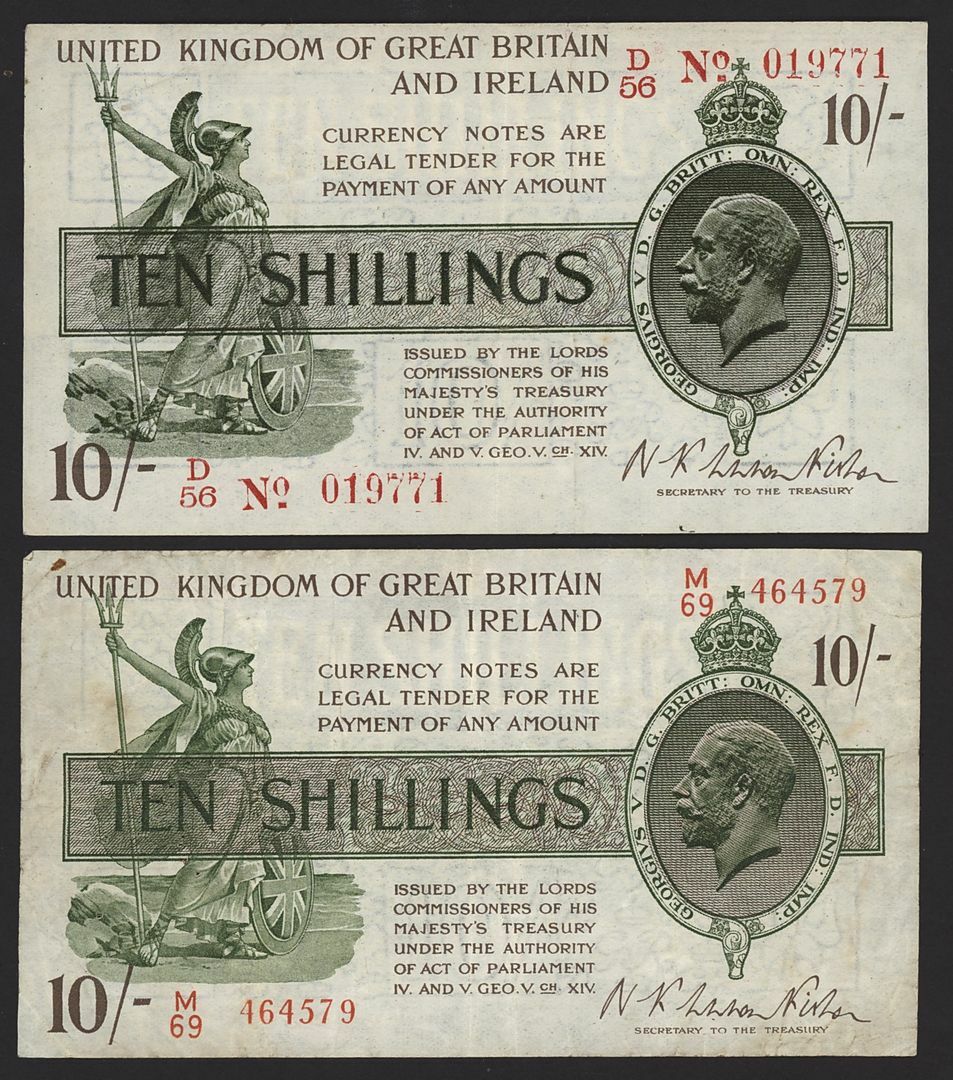 UNITED KINGDOM OF GREAT BRITAIN
AND IRELAND
D/56 Nº 019771
10/-
CURRENCY NOTES ARE
LEGAL TENDER FOR THE
PAYMENT OF ANY AMOUNT
GEORGIVS V D. G. BRITT: OMN: REX F. D. IND: IMP:
TEN SHILLINGS
ISSUED BY THE LORDS
COMMISSIONERS OF HIS
MAJESTY'S TREASURY
UNDER THE AUTHORITY
OF ACT OF PARLIAMENT
IV. AND V. GEO. V. CH. XIV.
SECRETARY TO THE TREASURY
10/-
D/56 Nº 019771
UNITED KINGDOM OF GREAT BRITAIN
AND IRELAND
M/69 464579
10/-
CURRENCY NOTES ARE
LEGAL TENDER FOR THE
PAYMENT OF ANY AMOUNT
GEORGIVS V D. G. BRITT: OMN: REX F. D. IND: IMP:
TEN SHILLINGS
ISSUED BY THE LORDS
COMMISSIONERS OF HIS
MAJESTY'S TREASURY
UNDER THE AUTHORITY
OF ACT OF PARLIAMENT
IV. AND V. GEO. V. CH. XIV.
SECRETARY TO THE TREASURY
10/-
M/69 464579